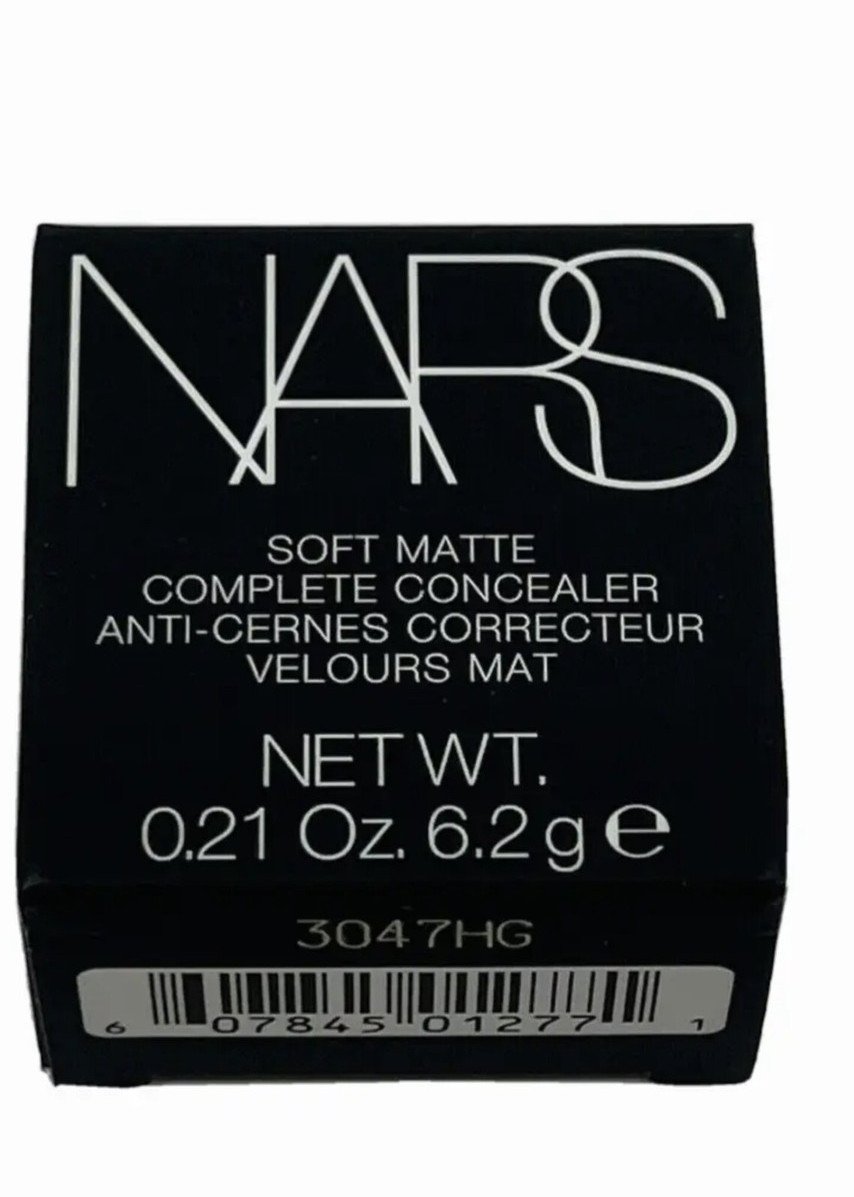 NARS
SOFT MATTE
COMPLETE CONCEALER
ANTI-CERNES CORRECTEUR
VELOURS MAT
NET WT.
0.21 Oz. 6.2 g e
3047HG
6 07845 01277 1